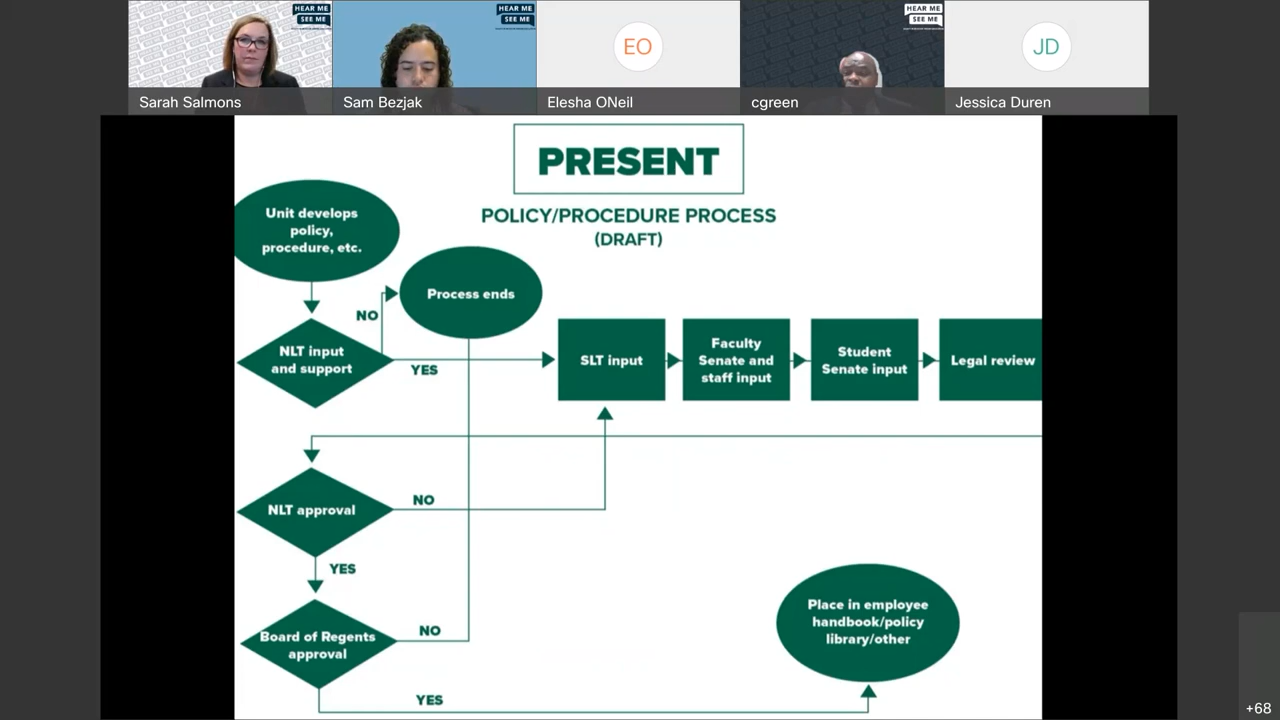 HEAR ME
SEE ME
HEAR ME
SEE ME
HEAR ME
SEE ME
EO
JD
Sarah Salmons
Sam Bezjak
Elesha ONeil
cgreen
Jessica Duren
PRESENT
POLICY/PROCEDURE PROCESS
(DRAFT)
Unit develops
policy,
procedure, etc.
Process ends
NO
NLT input
and support
YES
SLT input
Faculty
Senate and
staff input
Student
Senate input
Legal review
NLT approval
NO
YES
Board of Regents
approval
NO
YES
Place in employee
handbook/policy
library/other
+68